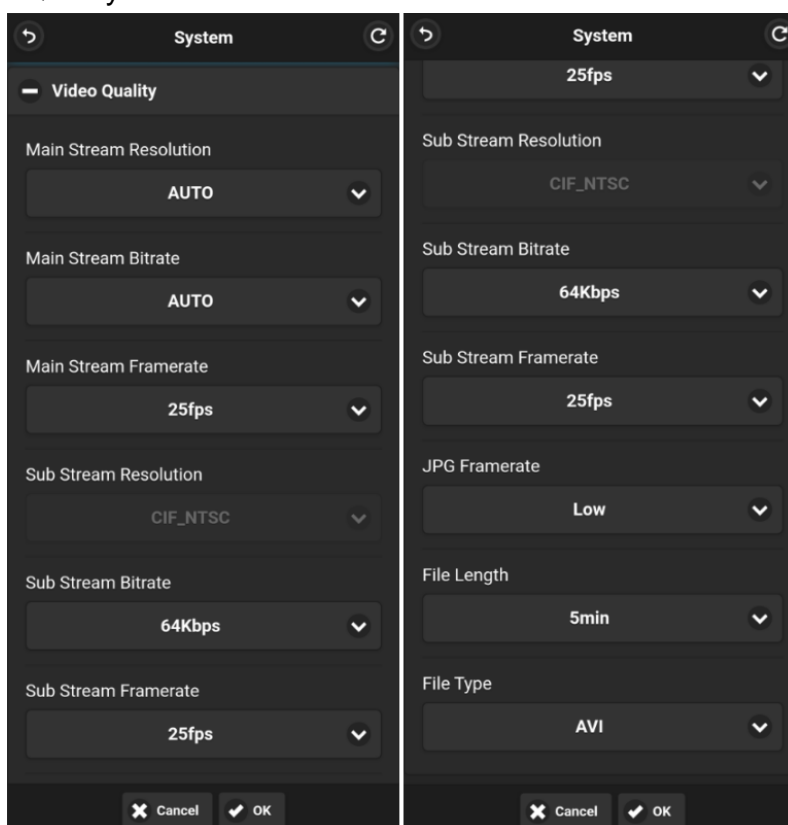 System
Video Quality
Main Stream Resolution
AUTO
Main Stream Bitrate
AUTO
Main Stream Framerate
25fps
Sub Stream Resolution
CIF_NTSC
Sub Stream Bitrate
64Kbps
Sub Stream Framerate
25fps
Cancel OK
System
25fps
Sub Stream Resolution
CIF_NTSC
Sub Stream Bitrate
64Kbps
Sub Stream Framerate
25fps
JPG Framerate
Low
File Length
5min
File Type
AVI
Cancel OK